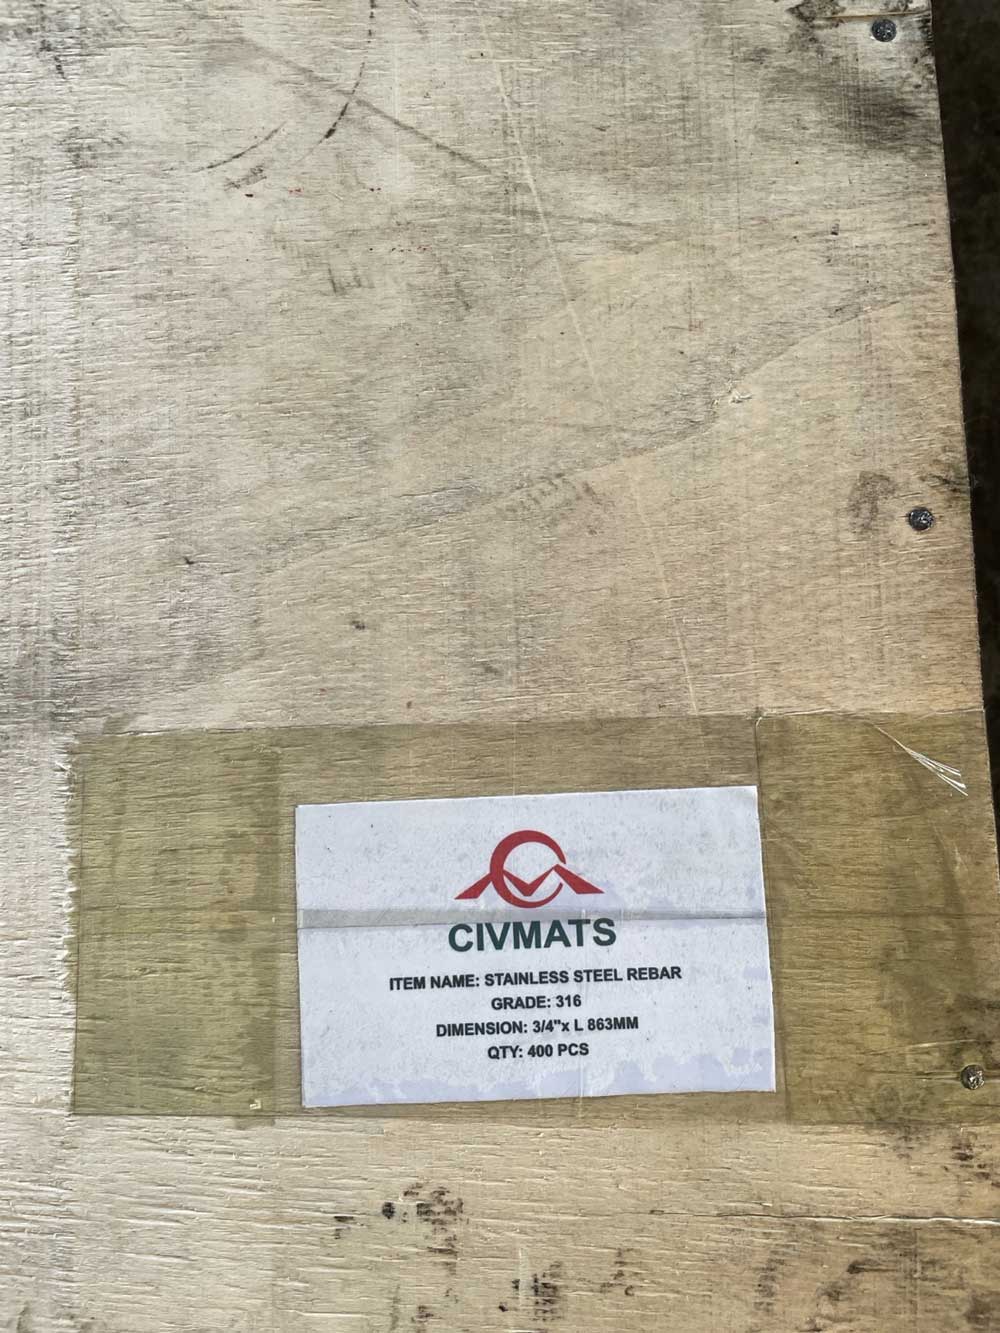 CIVMATS
ITEM NAME: STAINLESS STEEL REBAR
GRADE: 316
DIMENSION: 3/4"x L 863MM
QTY: 400 PCS